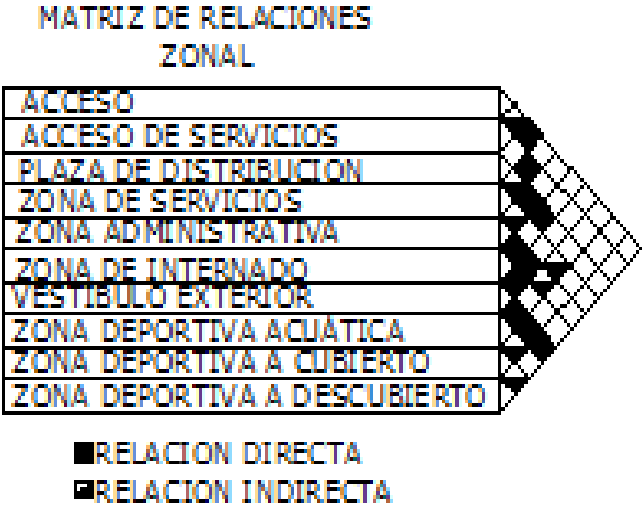 MATRIZ DE RELACIONES
ZONAL
ACCESO
ACCESO DE SERVICIOS
PLAZA DE DISTRIBUCION
ZONA DE SERVICIOS
ZONA ADMINISTRATIVA
ZONA DE INTERNADO
VESTIBULO EXTERIOR
ZONA DEPORTIVA ACUÁTICA
ZONA DEPORTIVA A CUBIERTO
ZONA DEPORTIVA A DESCUBIERTO
RELACION DIRECTA
RELACION INDIRECTA